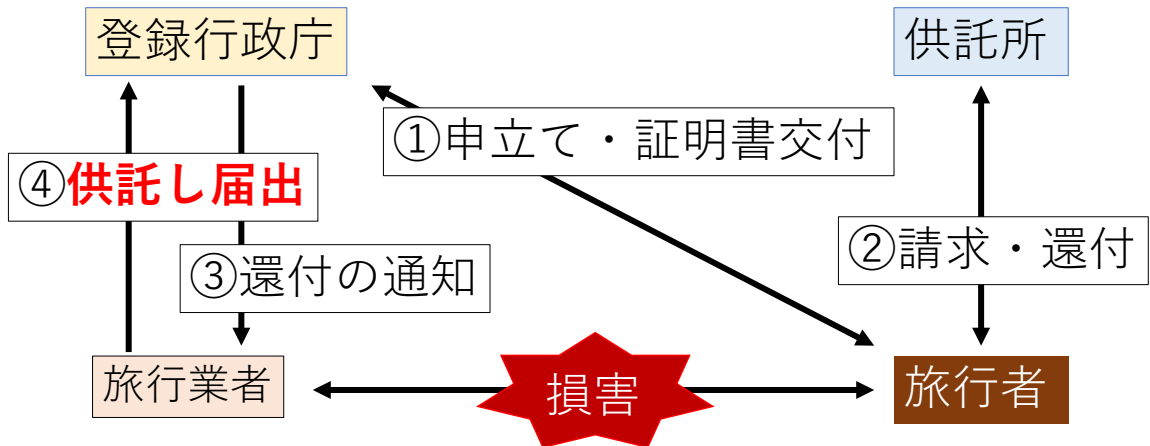 登録行政庁
供託所
①申立て・証明書交付
④供託し届出
②請求・還付
③還付の通知
旅行業者
損害
旅行者